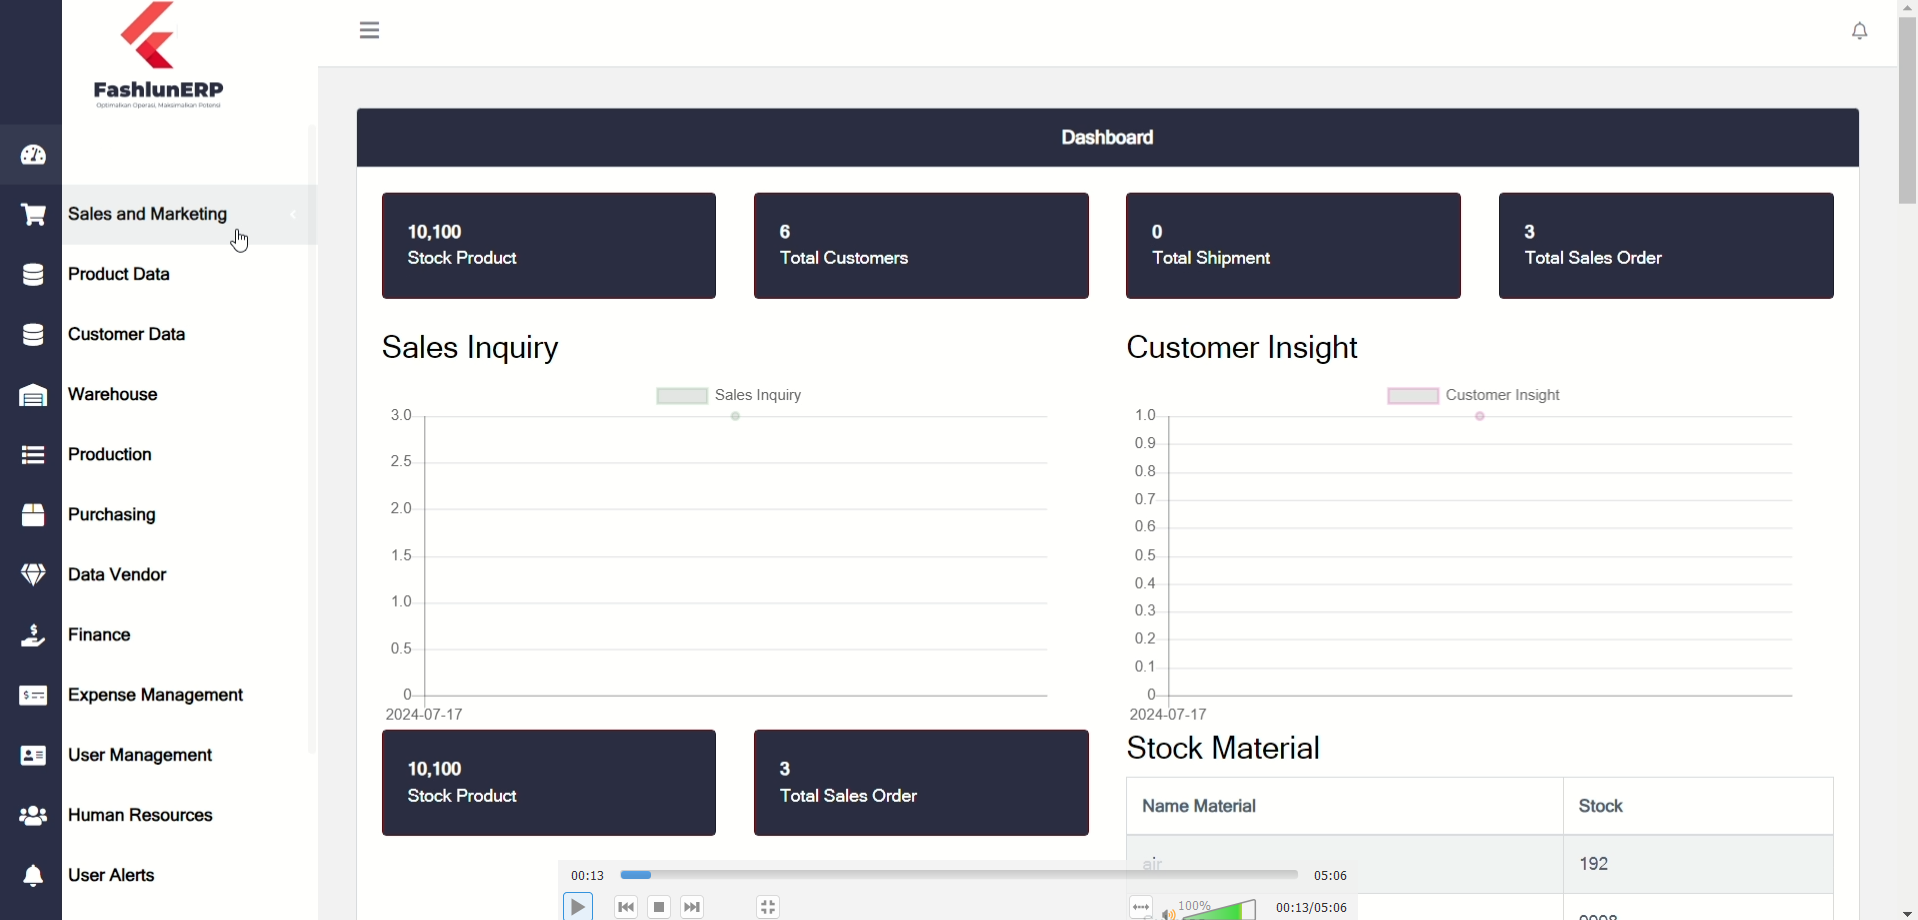 FashlunERP
Optimalkan Operasi, Maksimalkan Potensi
Sales and Marketing
Product Data
Customer Data
Warehouse
Production
Purchasing
Data Vendor
Finance
Expense Management
User Management
Human Resources
User Alerts
Dashboard
10,100
Stock Product
6
Total Customers
0
Total Shipment
3
Total Sales Order
Sales Inquiry
Sales Inquiry
3.0
2.5
2.0
1.5
1.0
0.5
0
2024-07-17
Customer Insight
Customer Insight
1.0
0.9
0.8
0.7
0.6
0.5
0.4
0.3
0.2
0.1
0
2024-07-17
10,100
Stock Product
3
Total Sales Order
Stock Material
Name Material Stock
air 192
00:13 05:06
100% 00:13/05:06